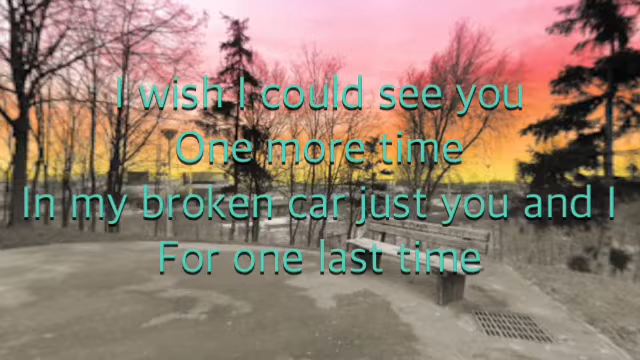 I wish I could see you
One more time
In my broken car just you and I
For one last time